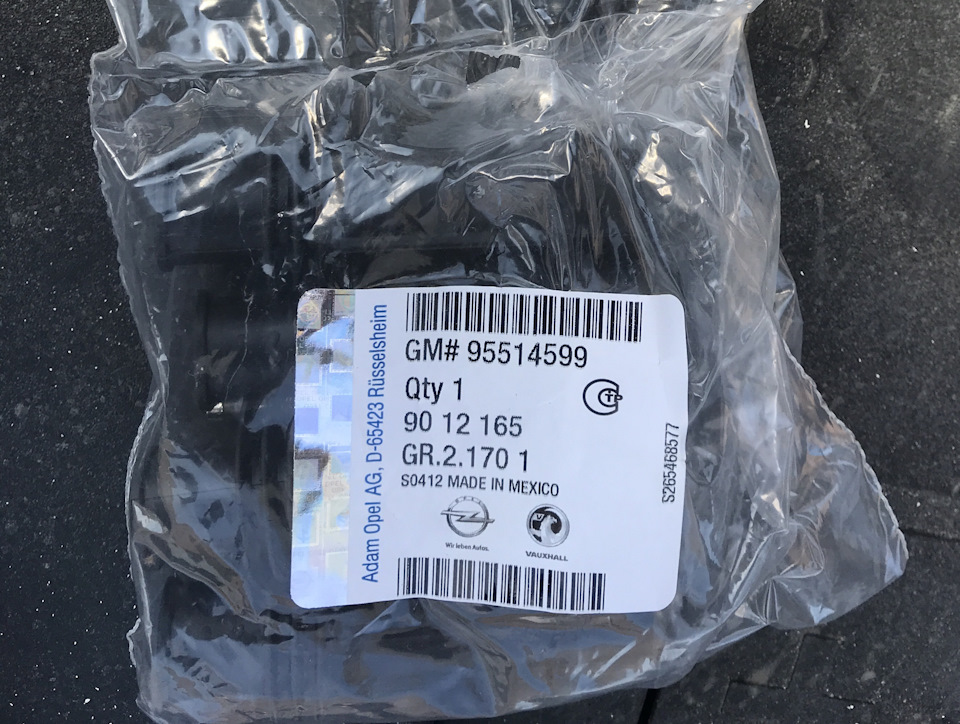 Adam Opel AG, D-65423 Rüsselsheim
GM# 95514599
Qty 1
90 12 165
GR.2.170 1
S0412 MADE IN MEXICO
Wir leben Autos.
VAUXHALL
S265468577